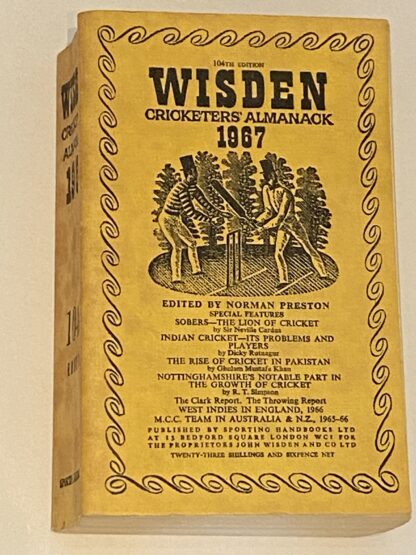 104TH EDITION
WISDEN
CRICKETERS' ALMANACK
1967
EDITED BY NORMAN PRESTON
SPECIAL FEATURES
SOBERS—THE LION OF CRICKET
by Sir Neville Cardus
INDIAN CRICKET—ITS PROBLEMS AND
PLAYERS
by Dicky Rutnagur
THE RISE OF CRICKET IN PAKISTAN
by Ghulam Mustafa Khan
NOTTINGHAMSHIRE'S NOTABLE PART IN
THE GROWTH OF CRICKET
by R. T. Simpson
The Clark Report. The Throwing Report
WEST INDIES IN ENGLAND, 1966
M.C.C. TEAM IN AUSTRALIA & N.Z., 1965–66
PUBLISHED BY SPORTING HANDBOOKS LTD
AT 13 BEDFORD SQUARE LONDON WC1 FOR
THE PROPRIETORS JOHN WISDEN AND CO LTD
TWENTY-THREE SHILLINGS AND SIXPENCE NET